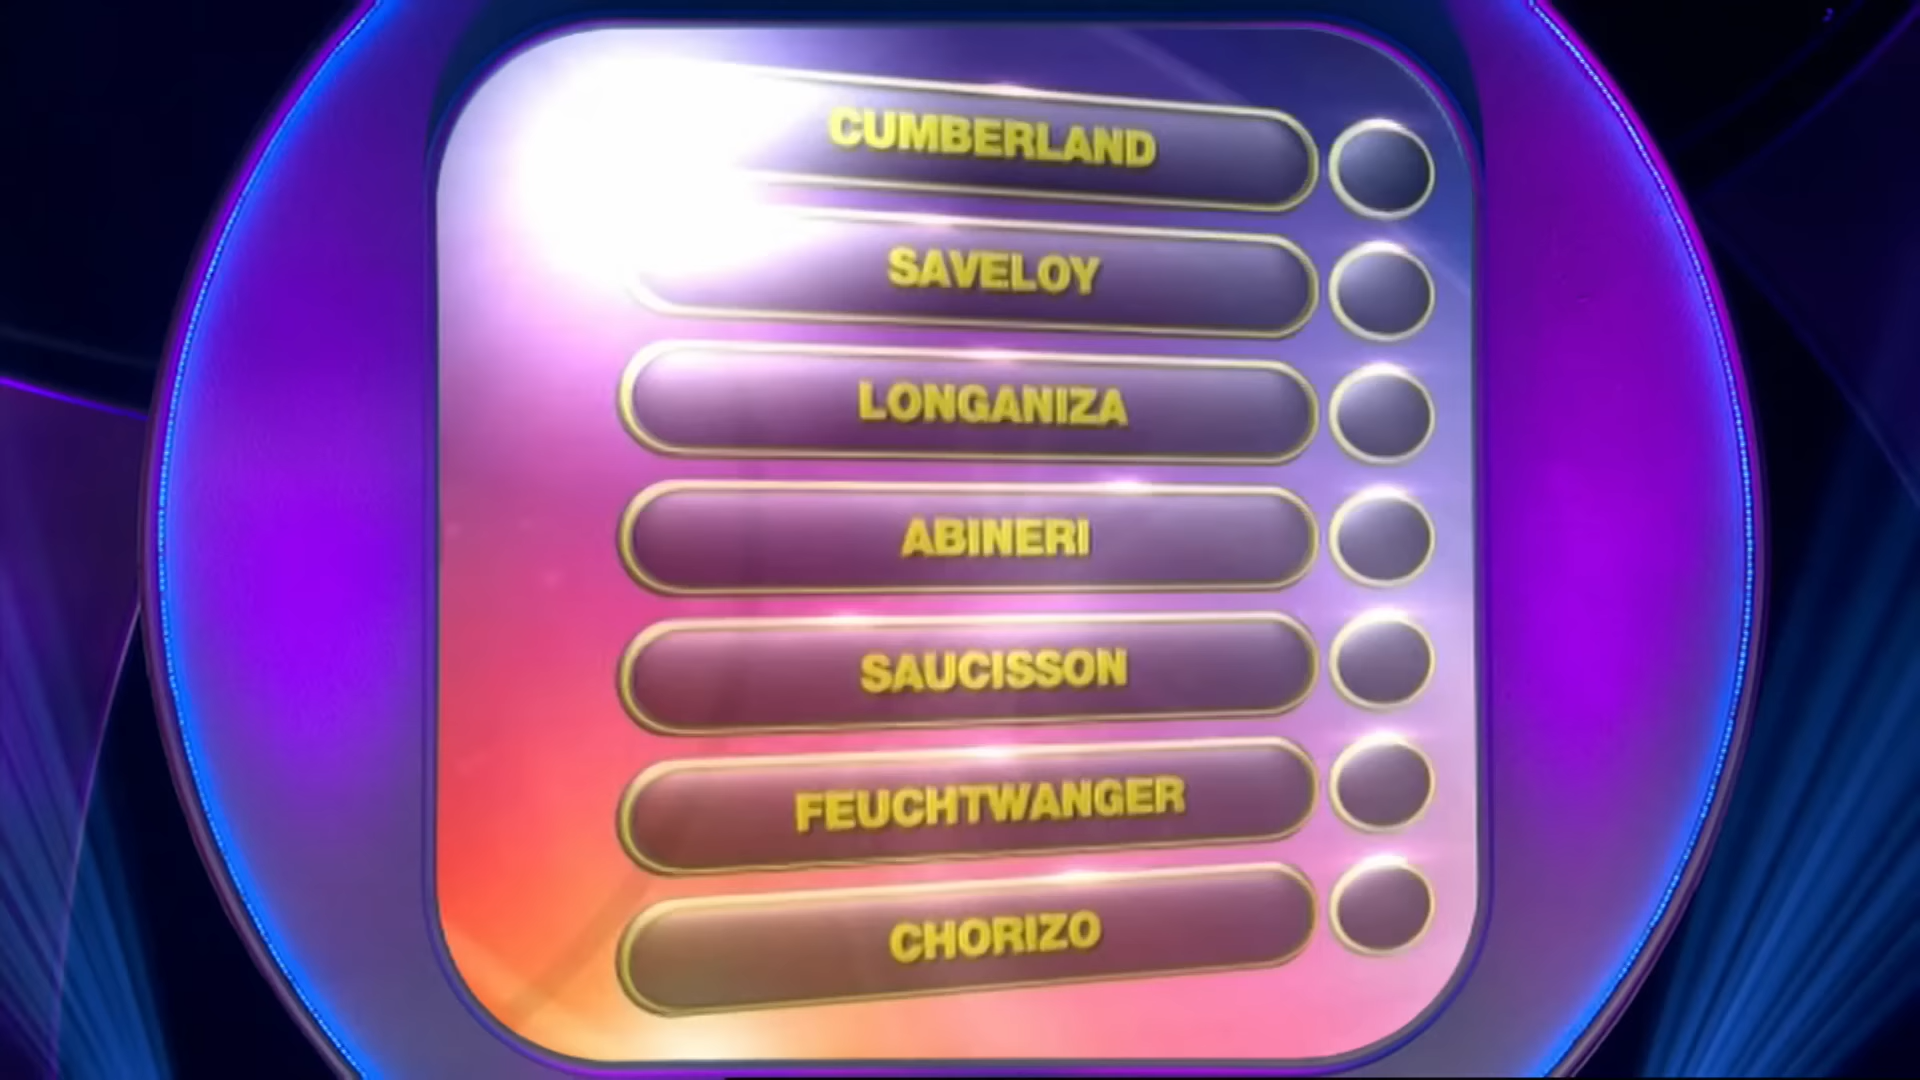 CUMBERLAND
SAVELOY
LONGANIZA
ABINERI
SAUCISSON
FEUCHTWANGER
CHORIZO